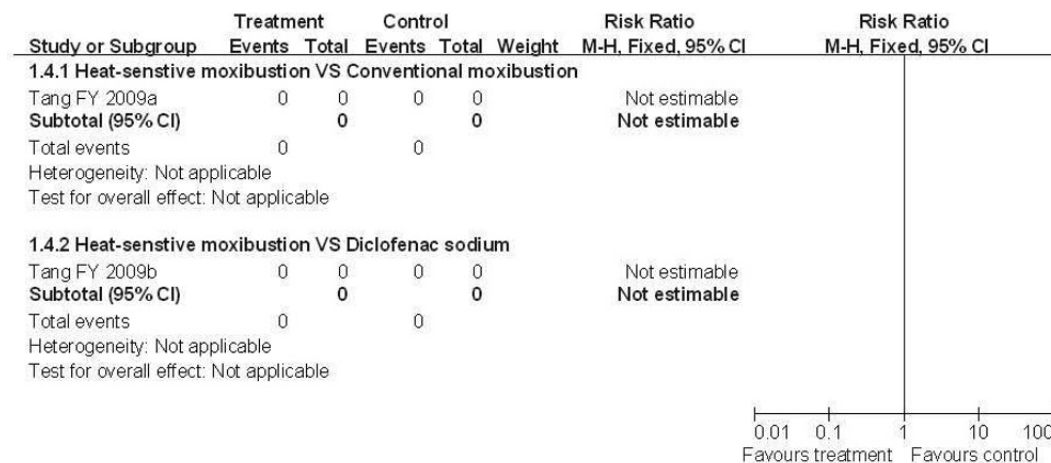 Treatment Control Risk Ratio Risk Ratio
Study or Subgroup Events Total Events Total Weight M-H, Fixed, 95% CI M-H, Fixed, 95% CI
1.4.1 Heat-senstive moxibustion VS Conventional moxibustion
Tang FY 2009a 0 0 0 0 Not estimable
Subtotal (95% CI) 0 0 Not estimable
Total events 0 0
Heterogeneity: Not applicable
Test for overall effect: Not applicable
1.4.2 Heat-senstive moxibustion VS Diclofenac sodium
Tang FY 2009b 0 0 0 0 Not estimable
Subtotal (95% CI) 0 0 Not estimable
Total events 0 0
Heterogeneity: Not applicable
Test for overall effect: Not applicable
0.01 0.1 1 10 100
Favours treatment Favours control